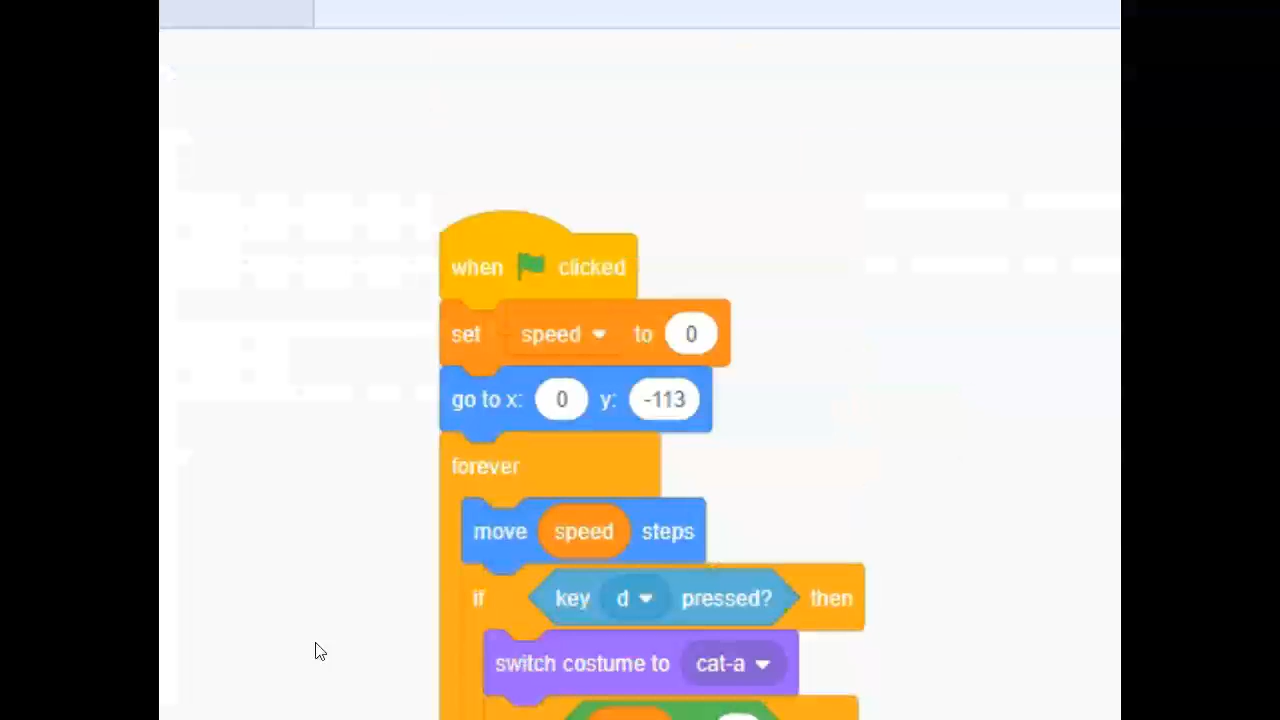 when clicked
set speed to 0
go to x: 0 y: -113
forever
move speed steps
if key d pressed? then
switch costume to cat-a